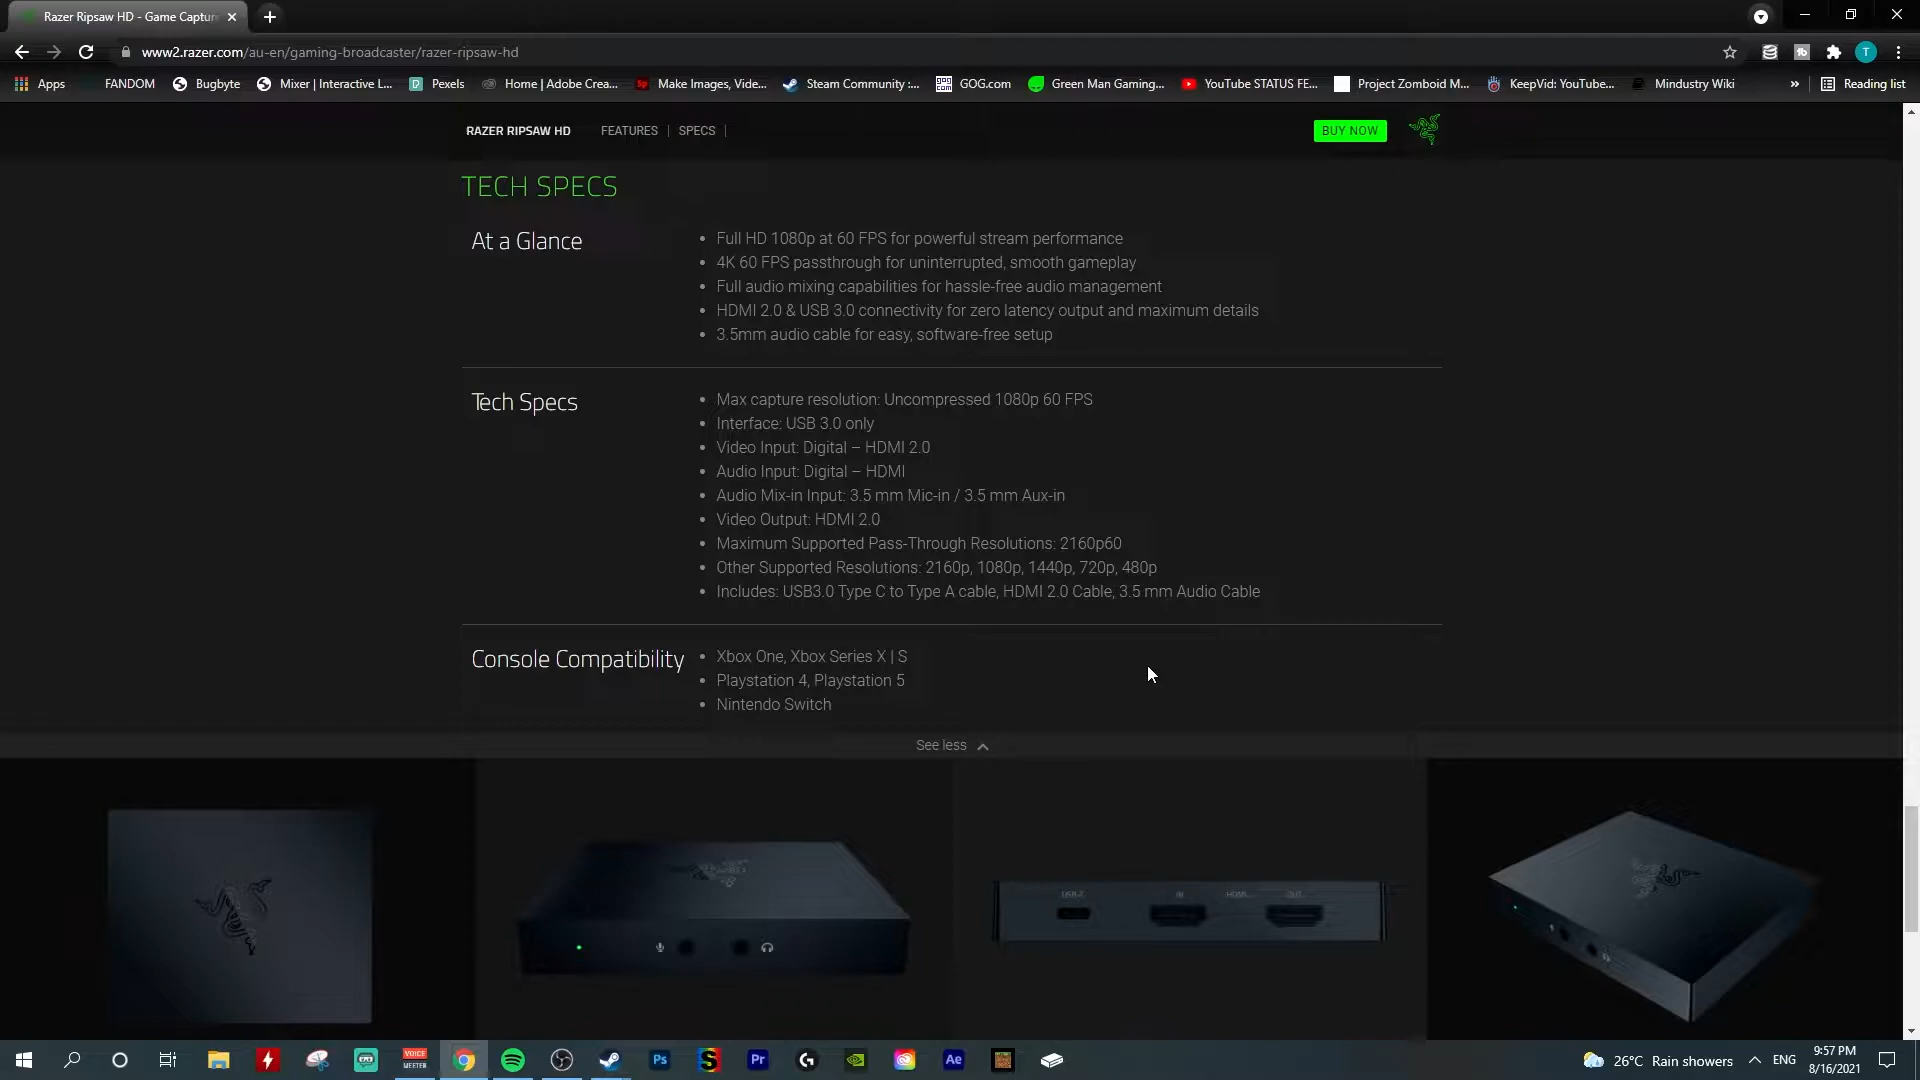 Razer Ripsaw HD - Game Captur
www2.razer.com/au-en/gaming-broadcaster/razer-ripsaw-hd
T
Apps FANDOM Bugbyte Mixer | Interactive L... Pexels Home | Adobe Crea... Make Images, Vide... Steam Community :... GOG.com Green Man Gaming... YouTube STATUS FE... Project Zomboid M... KeepVid: YouTube... Mindustry Wiki » Reading list
RAZER RIPSAW HD FEATURES | SPECS | BUY NOW
TECH SPECS
At a Glance
• Full HD 1080p at 60 FPS for powerful stream performance
• 4K 60 FPS passthrough for uninterrupted, smooth gameplay
• Full audio mixing capabilities for hassle-free audio management
• HDMI 2.0 & USB 3.0 connectivity for zero latency output and maximum details
• 3.5mm audio cable for easy, software-free setup
Tech Specs
• Max capture resolution: Uncompressed 1080p 60 FPS
• Interface: USB 3.0 only
• Video Input: Digital – HDMI 2.0
• Audio Input: Digital – HDMI
• Audio Mix-in Input: 3.5 mm Mic-in / 3.5 mm Aux-in
• Video Output: HDMI 2.0
• Maximum Supported Pass-Through Resolutions: 2160p60
• Other Supported Resolutions: 2160p, 1080p, 1440p, 720p, 480p
• Includes: USB3.0 Type C to Type A cable, HDMI 2.0 Cable, 3.5 mm Audio Cable
Console Compatibility
• Xbox One, Xbox Series X | S
• Playstation 4, Playstation 5
• Nintendo Switch
See less
USB-C IN HDMI OUT
VOICE
MEETER
Ps
Pr
Ae
26°C Rain showers
ENG
9:57 PM
8/16/2021